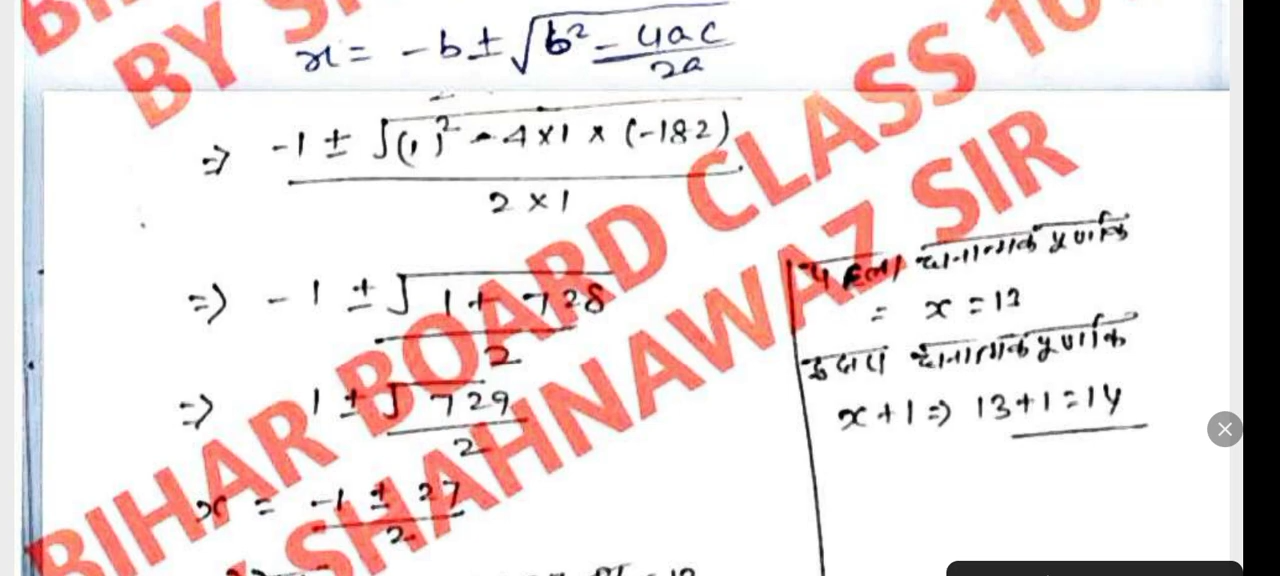 x = -b ± √b² - 4ac
2a
⇒ -1 ± √(1)² - 4×1 × (-182)
2 × 1
⇒ -1 ± √1 + 728
2
⇒ 1 ± √729
2
x = -1 ± 27
2
पहला धनात्मक पूर्णांक
= x = 13
दूसरा धनात्मक पूर्णांक
x + 1 ⇒ 13+1 = 14
BIHAR BOARD CLASS 10
BY SHAHNAWAZ SIR